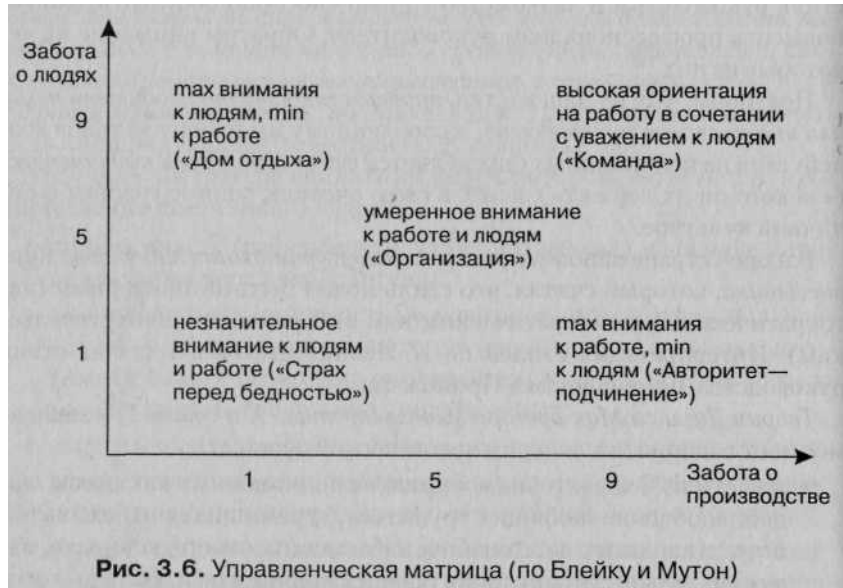 Забота
о людях
9
max внимания
к людям, min
к работе
(«Дом отдыха»)
высокая ориентация
на работу в сочетании
с уважением к людям
(«Команда»)
5
умеренное внимание
к работе и людям
(«Организация»)
1
незначительное
внимание к людям
и работе («Страх
перед бедностью»)
max внимания
к работе, min
к людям («Авторитет—
подчинение»)
1
5
9
Забота о
производстве
Рис. 3.6. Управленческая матрица (по Блейку и Мутон)